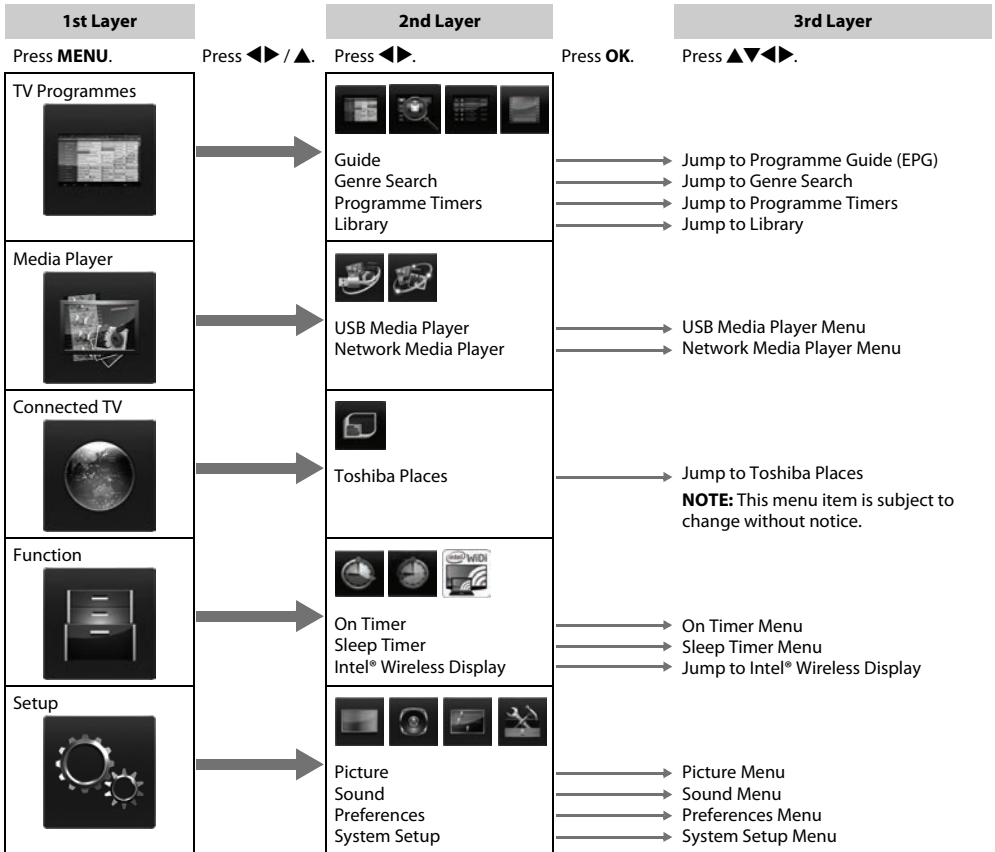 1st Layer
2nd Layer
3rd Layer
Press MENU.
Press ◀▶ / ▲.
Press ◀▶.
Press OK.
Press ▲▼◀▶.
TV Programmes
Guide
Genre Search
Programme Timers
Library
Jump to Programme Guide (EPG)
Jump to Genre Search
Jump to Programme Timers
Jump to Library
Media Player
USB Media Player
Network Media Player
USB Media Player Menu
Network Media Player Menu
Connected TV
Toshiba Places
Jump to Toshiba Places
NOTE: This menu item is subject to
change without notice.
Function
intel WiDi
On Timer
Sleep Timer
Intel® Wireless Display
On Timer Menu
Sleep Timer Menu
Jump to Intel® Wireless Display
Setup
Picture
Sound
Preferences
System Setup
Picture Menu
Sound Menu
Preferences Menu
System Setup Menu